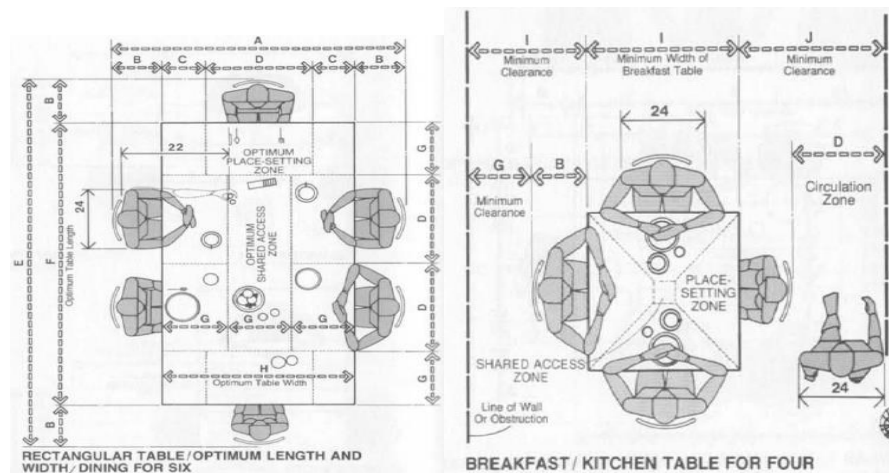 A
B
C
D
C
B
B
22
OPTIMUM
PLACE-SETTING
ZONE
G
24
OPTIMUM
SHARED ACCESS
ZONE
D
E
F
Optimum Table Length
D
G
G
G
H
Optimum Table Width
G
B
RECTANGULAR TABLE/OPTIMUM LENGTH AND
WIDTH/DINING FOR SIX
I
I
J
Minimum
Clearance
Minimum Width of
Breakfast Table
Minimum
Clearance
24
G
B
D
Minimum
Clearance
Circulation
Zone
PLACE-
SETTING
ZONE
SHARED ACCESS
ZONE
24
Line of Wall
Or Obstruction
BREAKFAST/KITCHEN TABLE FOR FOUR